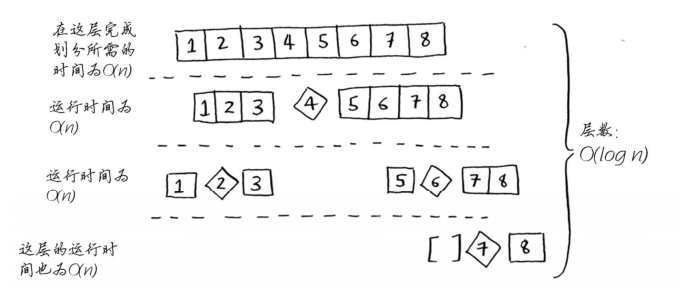 在这层完成
划分所需的
时间为O(n)
1 2 3 4 5 6 7 8
运行时间为
O(n)
1 2 3 4 5 6 7 8
层数:
O(log n)
运行时间为
O(n)
1 2 3 5 6 7 8
这层的运行时
间也为O(n)
[ ] 7 8